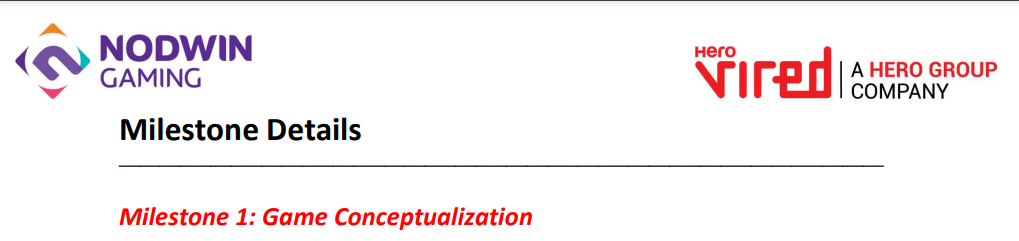 NODWIN
GAMING
Hero
vired
A HERO GROUP
COMPANY
Milestone Details
Milestone 1: Game Conceptualization